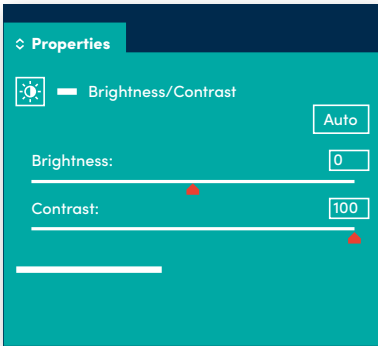 Properties
Brightness/Contrast
Auto
Brightness: 0
Contrast: 100